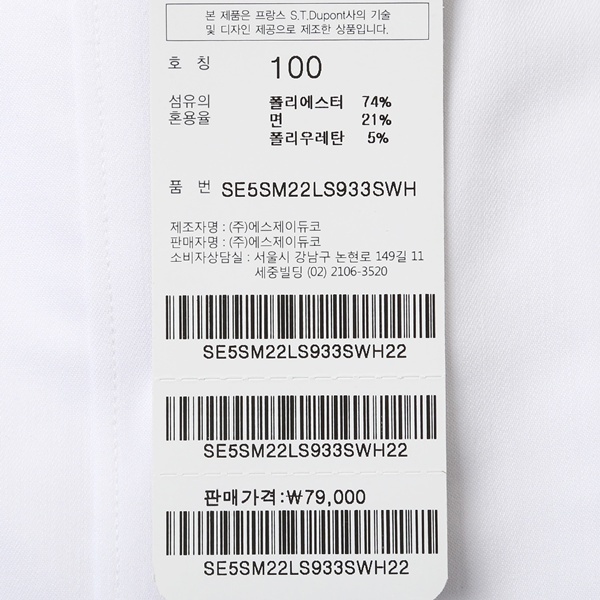 본 제품은 프랑스 S.T.Dupont사의 기술
및 디자인 제공으로 제조한 상품입니다.
호 칭 100
섬유의 폴리에스터 74%
혼용율 면 21%
폴리우레탄 5%
품 번 SE5SM22LS933SWH
제조자명 : (주)에스제이듀코
판매자명 : (주)에스제이듀코
소비자상담실 : 서울시 강남구 논현로 149길 11
세중빌딩 (02) 2106-3520
SE5SM22LS933SWH22
SE5SM22LS933SWH22
판매가격:₩79,000
SE5SM22LS933SWH22